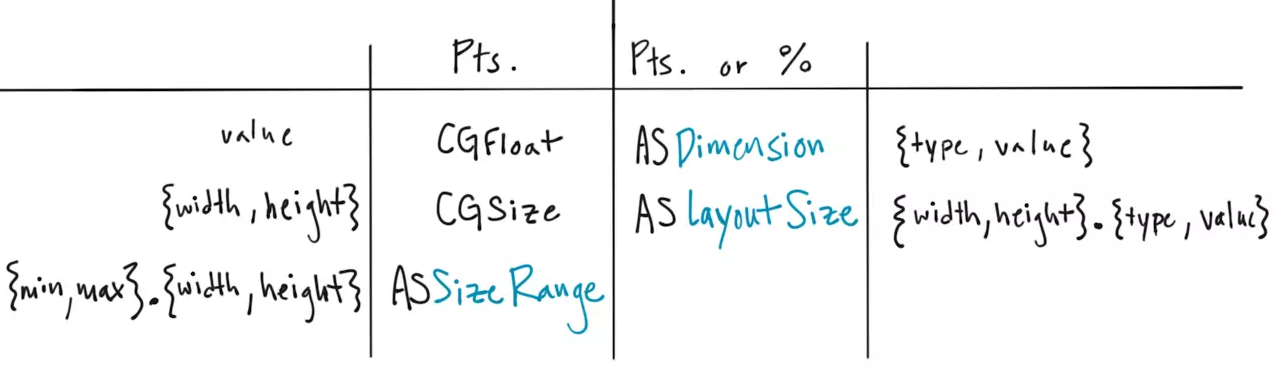 Pts. Pts. or %
value CGFloat ASDimension {type, value}
{width, height} CGSize ASLayoutSize {width, height}.{type, value}
{min, max}.{width, height} ASSizeRange